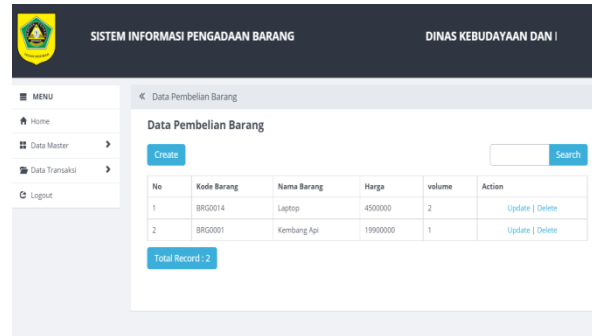 SISTEM INFORMASI PENGADAAN BARANG
DINAS KEBUDAYAAN DAN
MENU
Home
Data Master
Data Transaksi
Logout
« Data Pembelian Barang
Data Pembelian Barang
Create
Search
No Kode Barang Nama Barang Harga volume Action
1 BRG0014 Laptop 4500000 2 Update | Delete
2 BRG0001 Kembang Api 19900000 1 Update | Delete
Total Record : 2